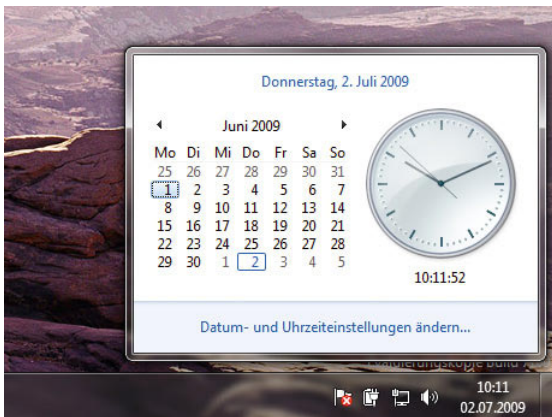 Donnerstag, 2. Juli 2009
Juni 2009
Mo Di Mi Do Fr Sa So
25 26 27 28 29 30 31
1 2 3 4 5 6 7
8 9 10 11 12 13 14
15 16 17 18 19 20 21
22 23 24 25 26 27 28
29 30 1 2 3 4 5
10:11:52
Datum- und Uhrzeiteinstellungen ändern...
Evaluierungskopie Build
10:11
02.07.2009